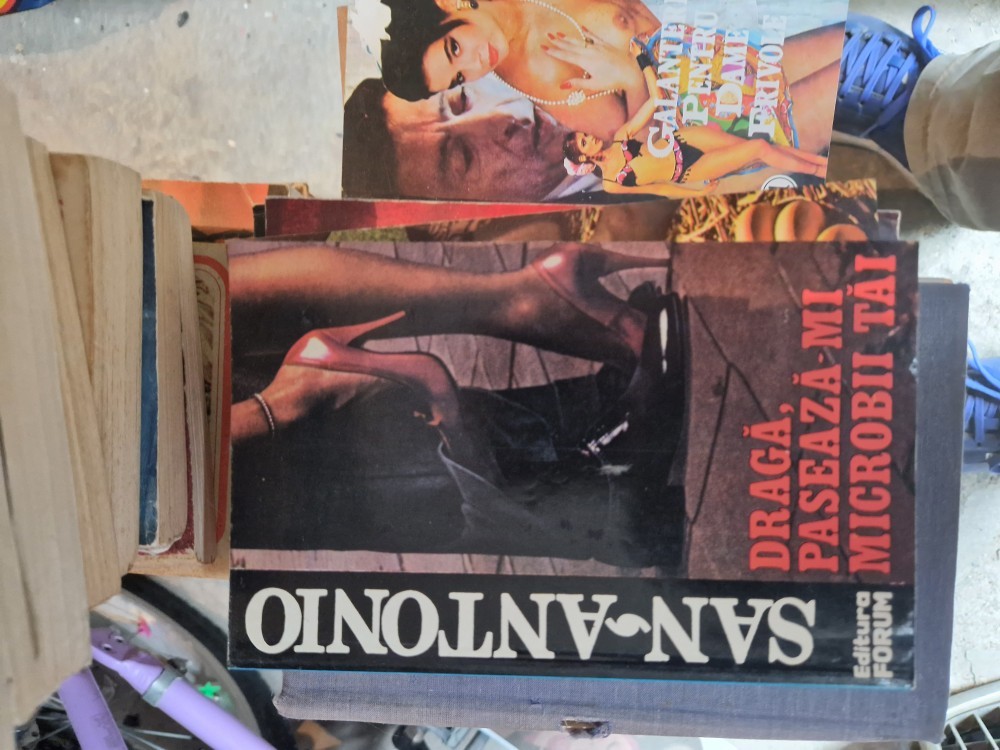 GALANTE
PENTRU
DAME
FRIVOLE
SAN-ANTONIO
DRAGĂ,
PASEAZĂ-MI
MICROBII TĂI
Editura
FORUM